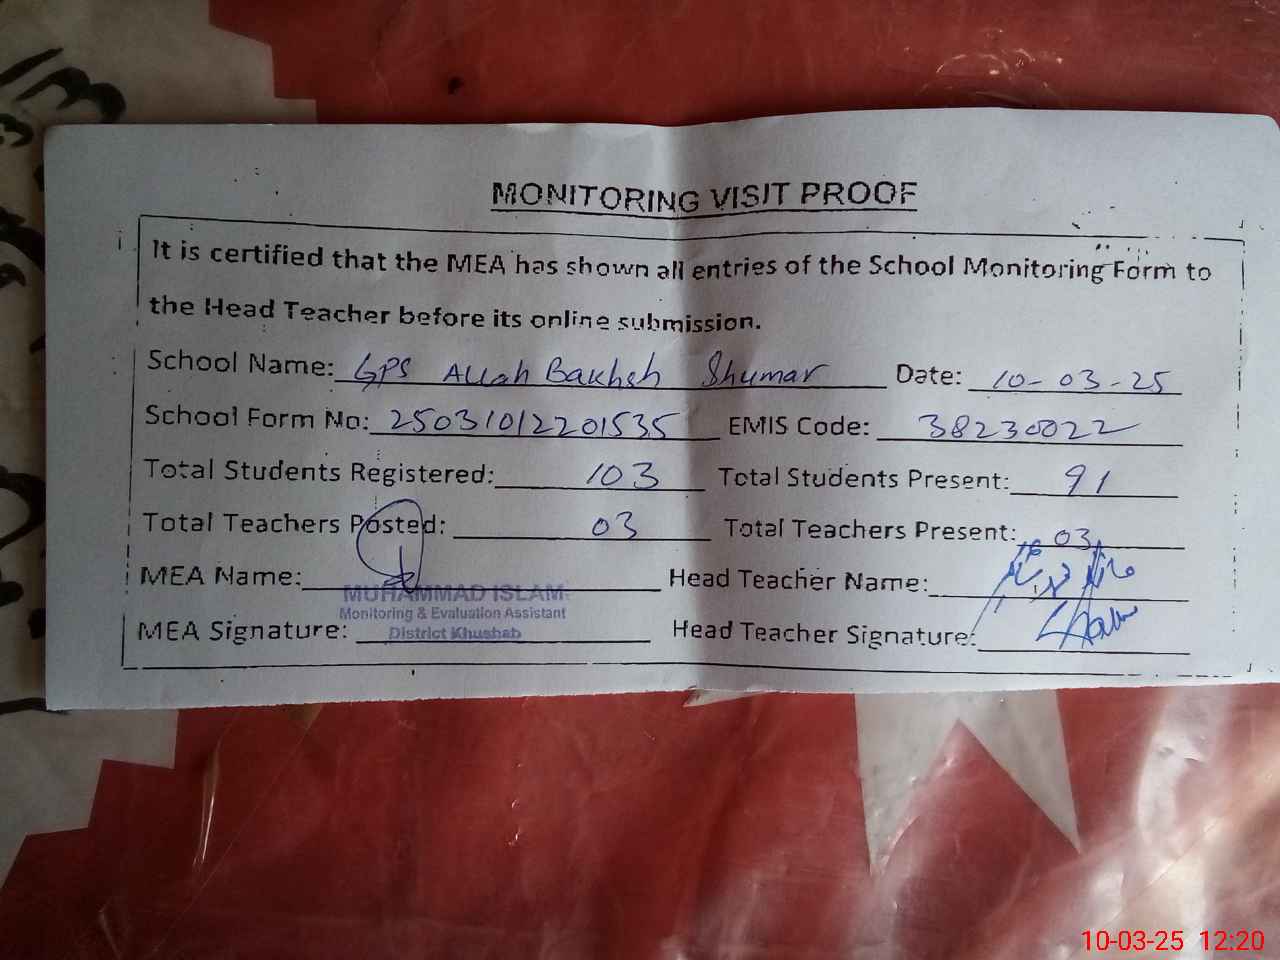 MONITORING VISIT PROOF
It is certified that the MEA has shown all entries of the School Monitoring Form to
the Head Teacher before its online submission.
School Name: GPS Allah Bakhsh Shumar Date: 10-03-25
School Form No: 25031012201535 EMIS Code: 38230022
Total Students Registered: 103 Total Students Present: 91
Total Teachers Posted: 03 Total Teachers Present: 03
MEA Name: Head Teacher Name:
MUHAMMAD ISLAM
Monitoring & Evaluation Assistant
MEA Signature: Head Teacher Signature:
District Khushab
10-03-25 12:20